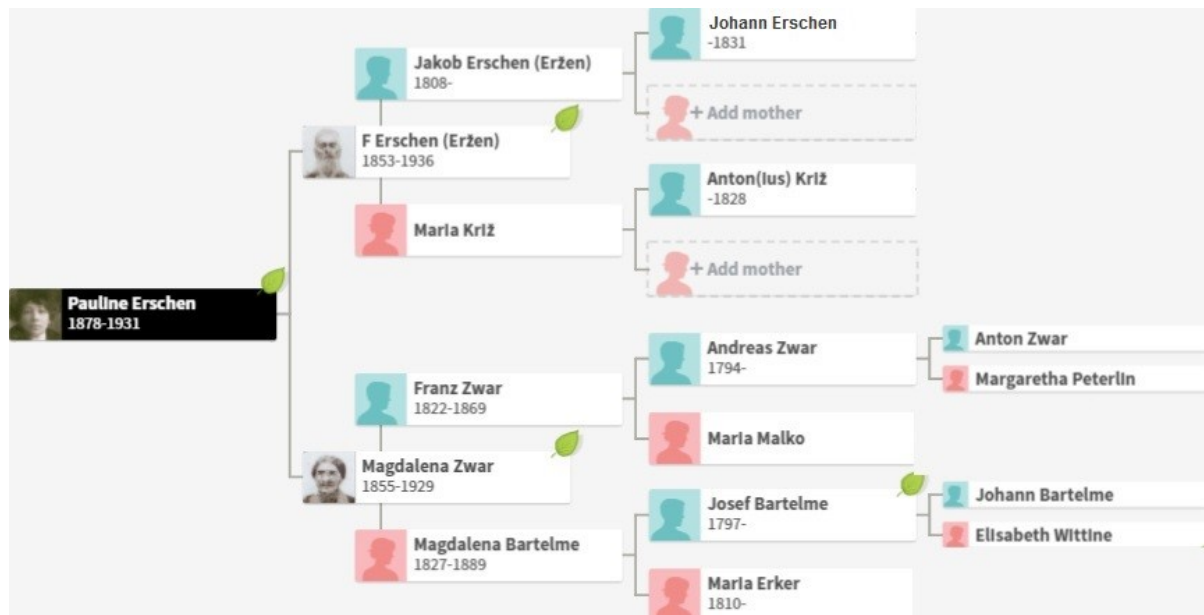 Johann Erschen
-1831
Jakob Erschen (Eržen)
1808-
+ Add mother
F Erschen (Eržen)
1853-1936
Anton(ius) Križ
-1828
Maria Križ
+ Add mother
Pauline Erschen
1878-1931
Andreas Zwar
1794-
Anton Zwar
Margaretha Peterlin
Franz Zwar
1822-1869
Maria Malko
Magdalena Zwar
1855-1929
Josef Bartelme
1797-
Johann Bartelme
Elisabeth Wittine
Magdalena Bartelme
1827-1889
Maria Erker
1810-